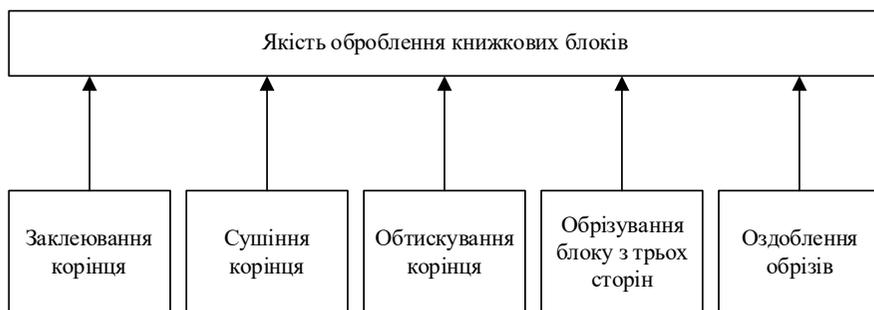 Якість оброблення книжкових блоків
Заклеювання
корінця
Сушіння
корінця
Обтискування
корінця
Обрізування
блоку з трьох
сторін
Оздоблення
обрізів